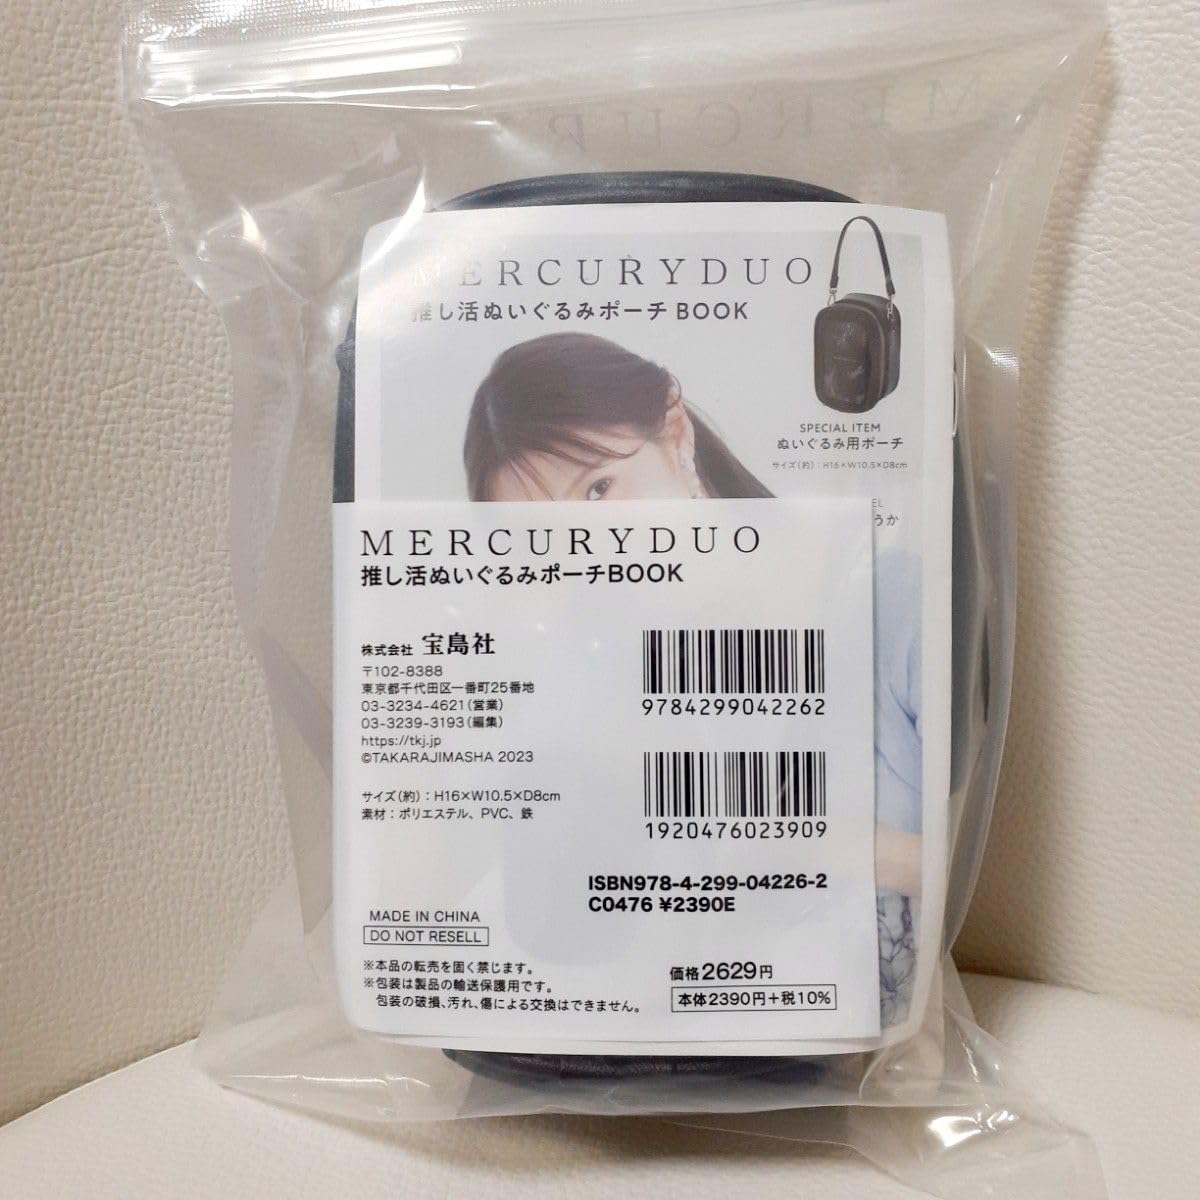 MERCURYDUO
推し活ぬいぐるみポーチ BOOK
SPECIAL ITEM
ぬいぐるみ用ポーチ
サイズ(約):H16×W10.5×D8cm
うか
MERCURYDUO
推し活ぬいぐるみポーチBOOK
株式会社 宝島社
〒102-8388
東京都千代田区一番町25番地
03-3234-4621(営業)
03-3239-3193(編集)
https://tkj.jp
©TAKARAJIMASHA 2023
サイズ(約):H16×W10.5×D8cm
素材:ポリエステル、PVC、鉄
9784299042262
1920476023909
ISBN978-4-299-04226-2
C0476 ¥2390E
MADE IN CHINA
DO NOT RESELL
※本品の転売を固く禁じます。
※包装は製品の輸送保護用です。
包装の破損、汚れ、傷による交換はできません。
価格2629円
本体2390円+税10%